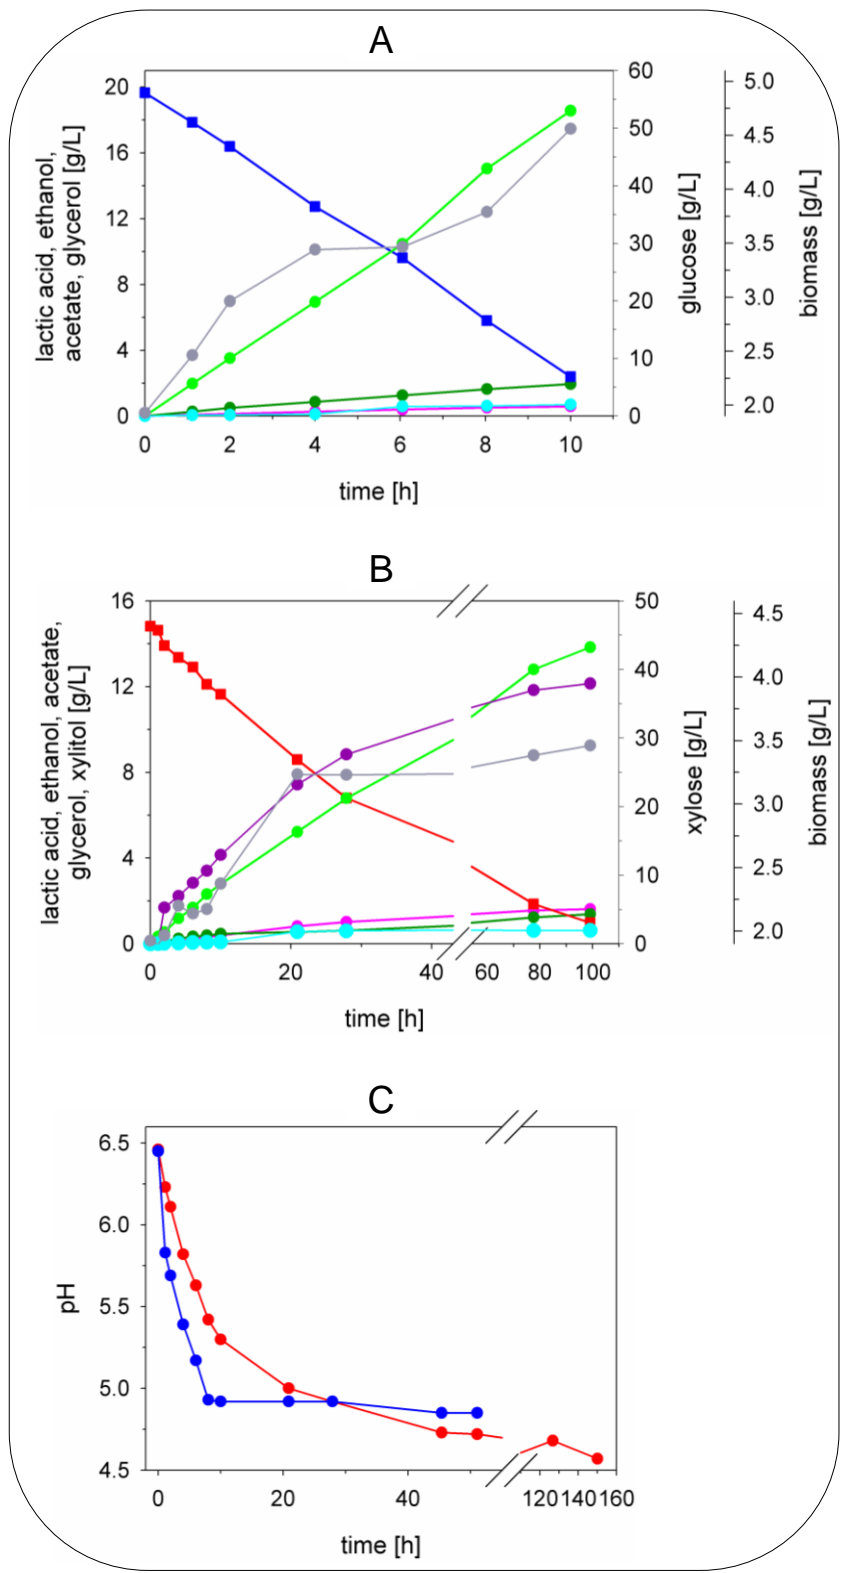 A
20
16
12
8
4
0
lactic acid, ethanol,
acetate, glycerol [g/L]
60
50
40
30
20
10
0
glucose [g/L]
5.0
4.5
4.0
3.5
3.0
2.5
2.0
biomass [g/L]
0 2 4 6 8 10
time [h]
B
16
12
8
4
0
lactic acid, ethanol, acetate,
glycerol, xylitol [g/L]
50
40
30
20
10
0
xylose [g/L]
4.5
4.0
3.5
3.0
2.5
2.0
biomass [g/L]
0 20 40 60 80 100
time [h]
C
6.5
6.0
5.5
5.0
4.5
pH
0 20 40 120 140 160
time [h]